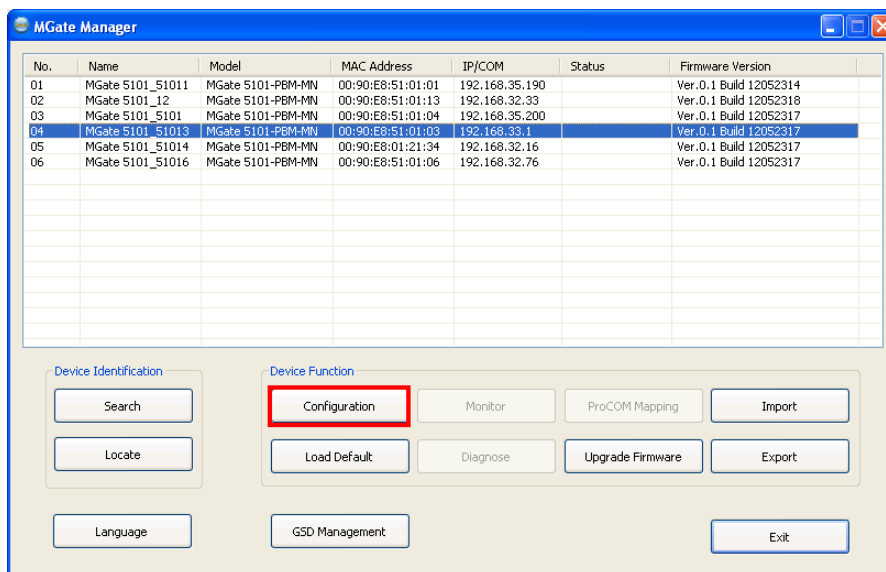 MGate Manager
No. Name Model MAC Address IP/COM Status Firmware Version
01 MGate 5101_51011 MGate 5101-PBM-MN 00:90:E8:51:01:01 192.168.35.190 Ver.0.1 Build 12052314
02 MGate 5101_12 MGate 5101-PBM-MN 00:90:E8:51:01:13 192.168.32.33 Ver.0.1 Build 12052318
03 MGate 5101_5101 MGate 5101-PBM-MN 00:90:E8:51:01:04 192.168.35.200 Ver.0.1 Build 12052317
04 MGate 5101_51013 MGate 5101-PBM-MN 00:90:E8:51:01:03 192.168.33.1 Ver.0.1 Build 12052317
05 MGate 5101_51014 MGate 5101-PBM-MN 00:90:E8:01:21:34 192.168.32.16 Ver.0.1 Build 12052317
06 MGate 5101_51016 MGate 5101-PBM-MN 00:90:E8:51:01:06 192.168.32.76 Ver.0.1 Build 12052317
Device Identification Device Function
Search Configuration Monitor ProCOM Mapping Import
Locate Load Default Diagnose Upgrade Firmware Export
Language GSD Management Exit